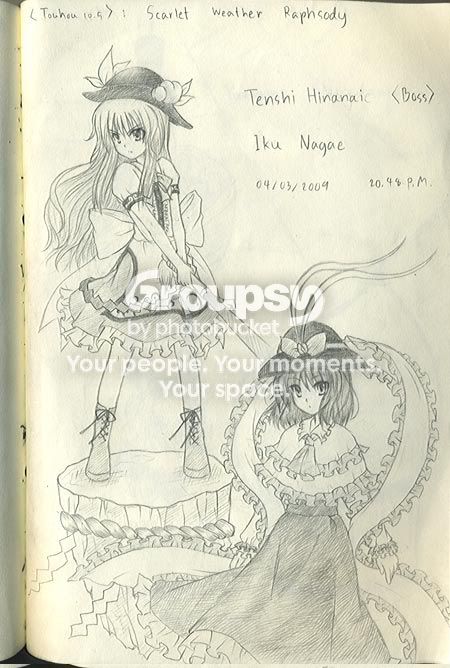 <Touhou 10.5> : Scarlet Weather Raphsody
Tenshi Hinanaic <Boss>
Iku Nagae
04/03/2009 20.48.P.M.
Groupsy
by photobucket
Your people. Your moments.
Your space.